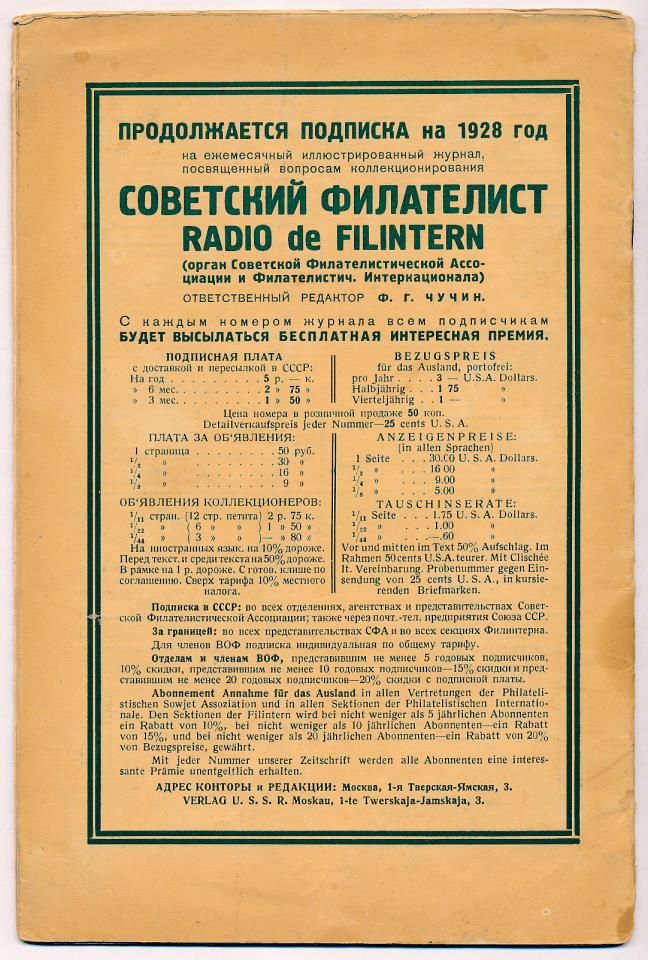 ПРОДОЛЖАЕТСЯ ПОДПИСКА на 1928 год
на ежемесячный иллюстрированный журнал,
посвященный вопросам коллекционирования
СОВЕТСКИЙ ФИЛАТЕЛИСТ
RADIO de FILINTERN
(орган Советской Филателистической Ассо-
циации и Филателистич. Интернационала)
ОТВЕТСТВЕННЫЙ РЕДАКТОР Ф. Г. ЧУЧИН.
С каждым номером журнала всем подписчикам
БУДЕТ ВЫСЫЛАТЬСЯ БЕСПЛАТНАЯ ИНТЕРЕСНАЯ ПРЕМИЯ.
ПОДПИСНАЯ ПЛАТА
с доставкой и пересылкой в СССР:
На год . . . . . . . . . 5 р. — к.
» 6 мес. . . . . . . . . 2 » 75 »
» 3 мес. . . . . . . . . 1 » 50 »
BEZUGSPREIS
für das Ausland, portofrei:
pro Jahr . . . . 3 — U.S.A. Dollars.
Halbjährig . . . 1 75 »
Vierteljährig . . 1 — »
Цена номера в розничной продаже 50 коп.
Detailverkaufspreis jeder Nummer—25 cents U. S. A.
ПЛАТА ЗА ОБ'ЯВЛЕНИЯ:
1 страница . . . . . . . . 50 руб.
1/2 » . . . . . . . . 30 »
1/4 » . . . . . . . . 16 »
1/8 » . . . . . . . . 9 »
ОБ'ЯВЛЕНИЯ КОЛЛЕКЦИОНЕРОВ:
1/11 стран. {12 стр. петита} 2 р. 75 к.
1/22 » { 6 » » } 1 » 50 »
1/44 » { 3 » » }— » 80 »
На иностранных язык. на 10% дороже.
Перед текст. и среди текста на 50% дороже.
В рамке на 1 р. дороже. С готов. клише по
соглашению. Сверх тарифа 10% местного
налога.
ANZEIGENPREISE:
(in allen Sprachen)
1 Seite . . . 30.00 U. S. A. Dollars.
1/2 » . . . 16 00 »
1/4 » . . . 9.00 »
1/8 » . . . 5.00 »
TAUSCHINSERATE:
1/11 Seite . . . 1.75 U. S. A. Dollars.
1/22 » . . . 1.00 »
1/44 » . . . —.60 »
Vor und mitten im Text 50% Aufschlag. Im
Rahmen 50 cents U.S.A. teurer. Mit Clischée
lt. Vereinbarung. Probenummer gegen Ein-
sendung von 25 cents U. S. A., in kursie-
renden Briefmarken.
Подписка в СССР: во всех отделениях, агентствах и представительствах Совет-
ской Филателистической Ассоциации; также через почт.-тел. предприятия Союза ССР.
За границей: во всех представительствах СФА и во всех секциях Филинтерна.
Для членов ВОФ подписка индивидуальная по общему тарифу.
Отделам и членам ВОФ, представившим не менее 5 годовых подписчиков,
10% скидки, представившим не менее 10 годовых подписчиков—15% скидки и пред-
ставившим не менее 20 годовых подписчиков—20% скидки с подписной платы.
Abonnement Annahme für das Ausland in allen Vertretungen der Philateli-
stischen Sowjet Assoziation und in allen Sektionen der Philatelistischen Internatio-
nale. Den Sektionen der Filintern wird bei nicht weniger als 5 jährlichen Abonnenten
ein Rabatt von 10%, bei nicht weniger als 10 jährlichen Abonnenten—ein Rabatt
von 15%, und bei nicht weniger als 20 jährlichen Abonnenten—ein Rabatt von 20%
von Bezugspreise, gewährt.
Mit jeder Nummer unserer Zeitschrift werden alle Abonnenten eine interes-
sante Prämie unentgeltlich erhalten.
АДРЕС КОНТОРЫ и РЕДАКЦИИ: Москва, 1-я Тверская-Ямская, 3.
VERLAG U. S. S. R. Moskau, 1-te Twerskaja-Jamskaja, 3.